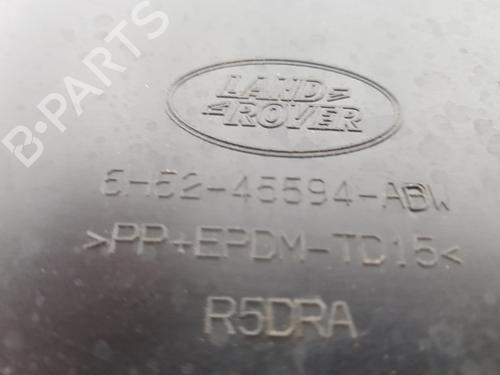 B-PARTS
LAND
ROVER
6H52-45594-ABW
>PP+EPDM-TD15<
R5DRA